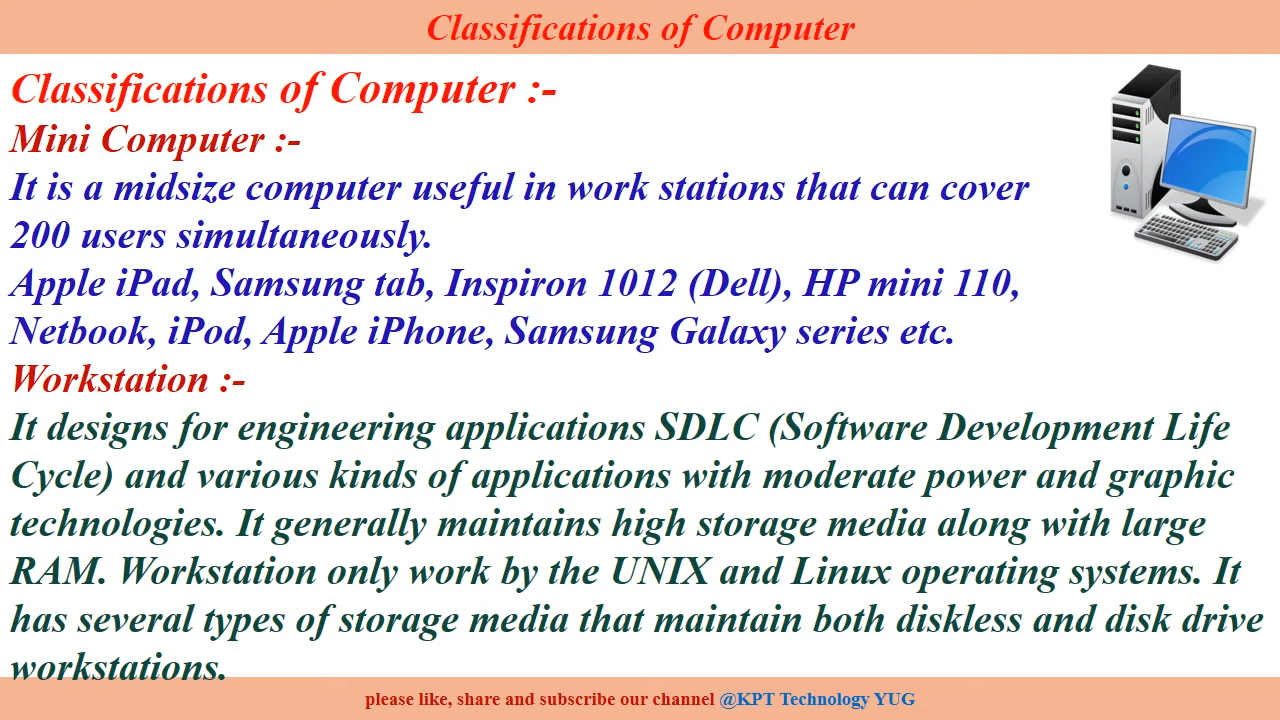 Classifications of Computer
Classifications of Computer :-
Mini Computer :-
It is a midsize computer useful in work stations that can cover
200 users simultaneously.
Apple iPad, Samsung tab, Inspiron 1012 (Dell), HP mini 110,
Netbook, iPod, Apple iPhone, Samsung Galaxy series etc.
Workstation :-
It designs for engineering applications SDLC (Software Development Life
Cycle) and various kinds of applications with moderate power and graphic
technologies. It generally maintains high storage media along with large
RAM. Workstation only work by the UNIX and Linux operating systems. It
has several types of storage media that maintain both diskless and disk drive
workstations.
please like, share and subscribe our channel @KPT Technology YUG